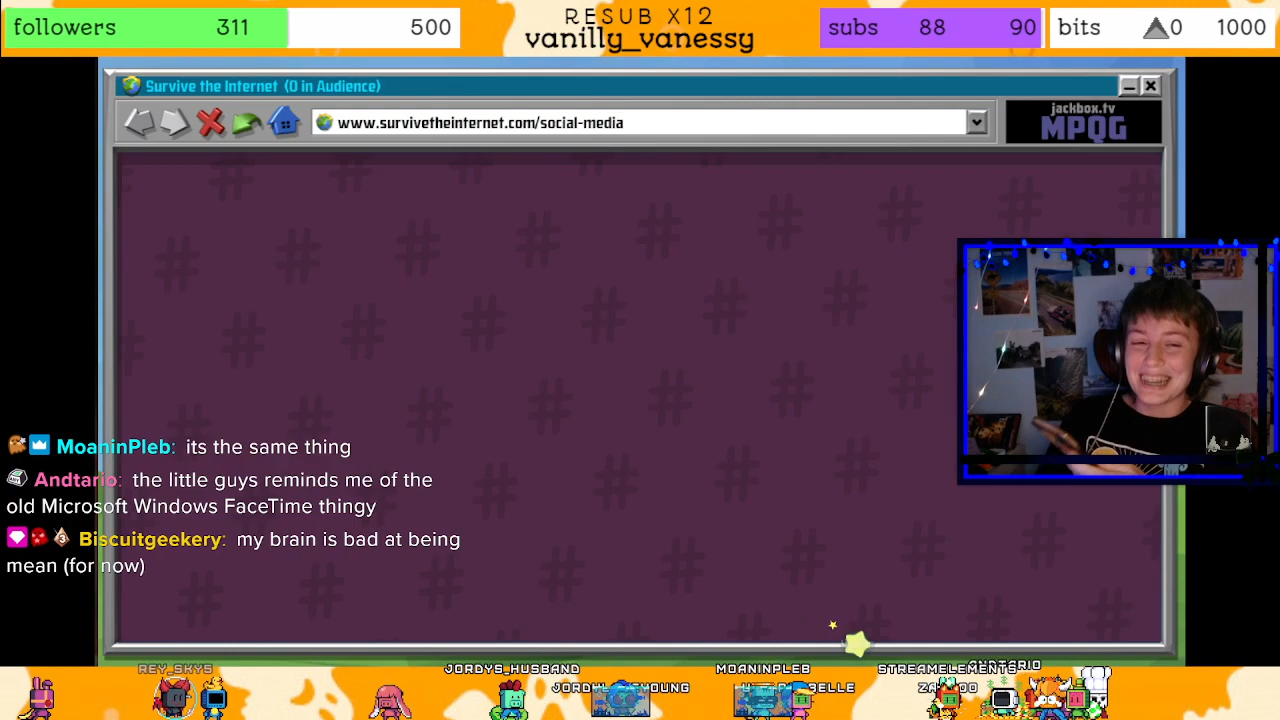 followers 311 500
RESUB X12
vanilly_vanessy
subs 88 90
bits 0 1000
Survive the Internet (0 in Audience)
www.survivetheinternet.com/social-media
jackbox.tv
MPQG
MoaninPleb: its the same thing
Andtario: the little guys reminds me of the
old Microsoft Windows FaceTime thingy
Biscuitgeekery: my brain is bad at being
mean (for now)
REY_SKY5
JORDYS_HUSBAND
MOANINPLEB
STREAMELEMENTS